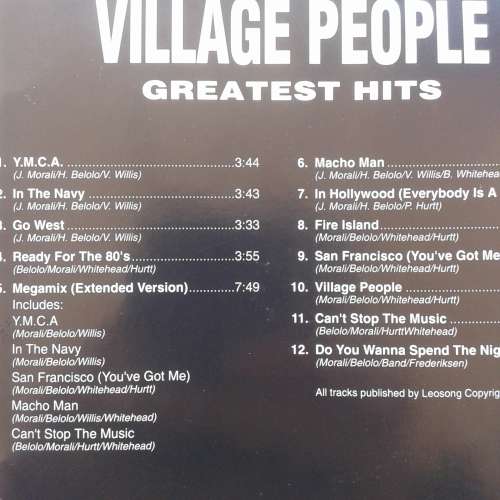 VILLAGE PEOPLE
GREATEST HITS
1. Y.M.C.A. 3:44
(J. Morali/H. Belolo/V. Willis)
2. In The Navy 3:43
(J. Morali/H. Belolo/V. Willis)
3. Go West 3:33
(J. Morali/H. Belolo/V. Willis)
4. Ready For The 80's 3:55
(Belolo/Morali/Whitehead/Hurtt)
5. Megamix (Extended Version) 7:49
Includes:
Y.M.C.A
(Morali/Belolo/Willis)
In The Navy
(Morali/Belolo/Willis)
San Francisco (You've Got Me)
(Morali/Belolo/Whitehead/Hurtt)
Macho Man
(Morali/Belolo/Willis/Whitehead)
Can't Stop The Music
(Belolo/Morali/Hurtt/Whitehead)
6. Macho Man
(J. Morali/H. Belolo/V. Willis/B. Whitehea
7. In Hollywood (Everybody Is A
(J. Morali/H. Belolo/P. Hurtt)
8. Fire Island
(Morali/Belolo/Whitehead/Hurtt)
9. San Francisco (You've Got Me
(Morali/Belolo/Whitehead/Hurtt)
10. Village People
(Morali/Belolo/Whitehead/Hurtt)
11. Can't Stop The Music
(Belolo/Morali/HurttWhitehead)
12. Do You Wanna Spend The Nig
(Morali/Belolo/Band/Frederiksen)
All tracks published by Leosong Copyrig